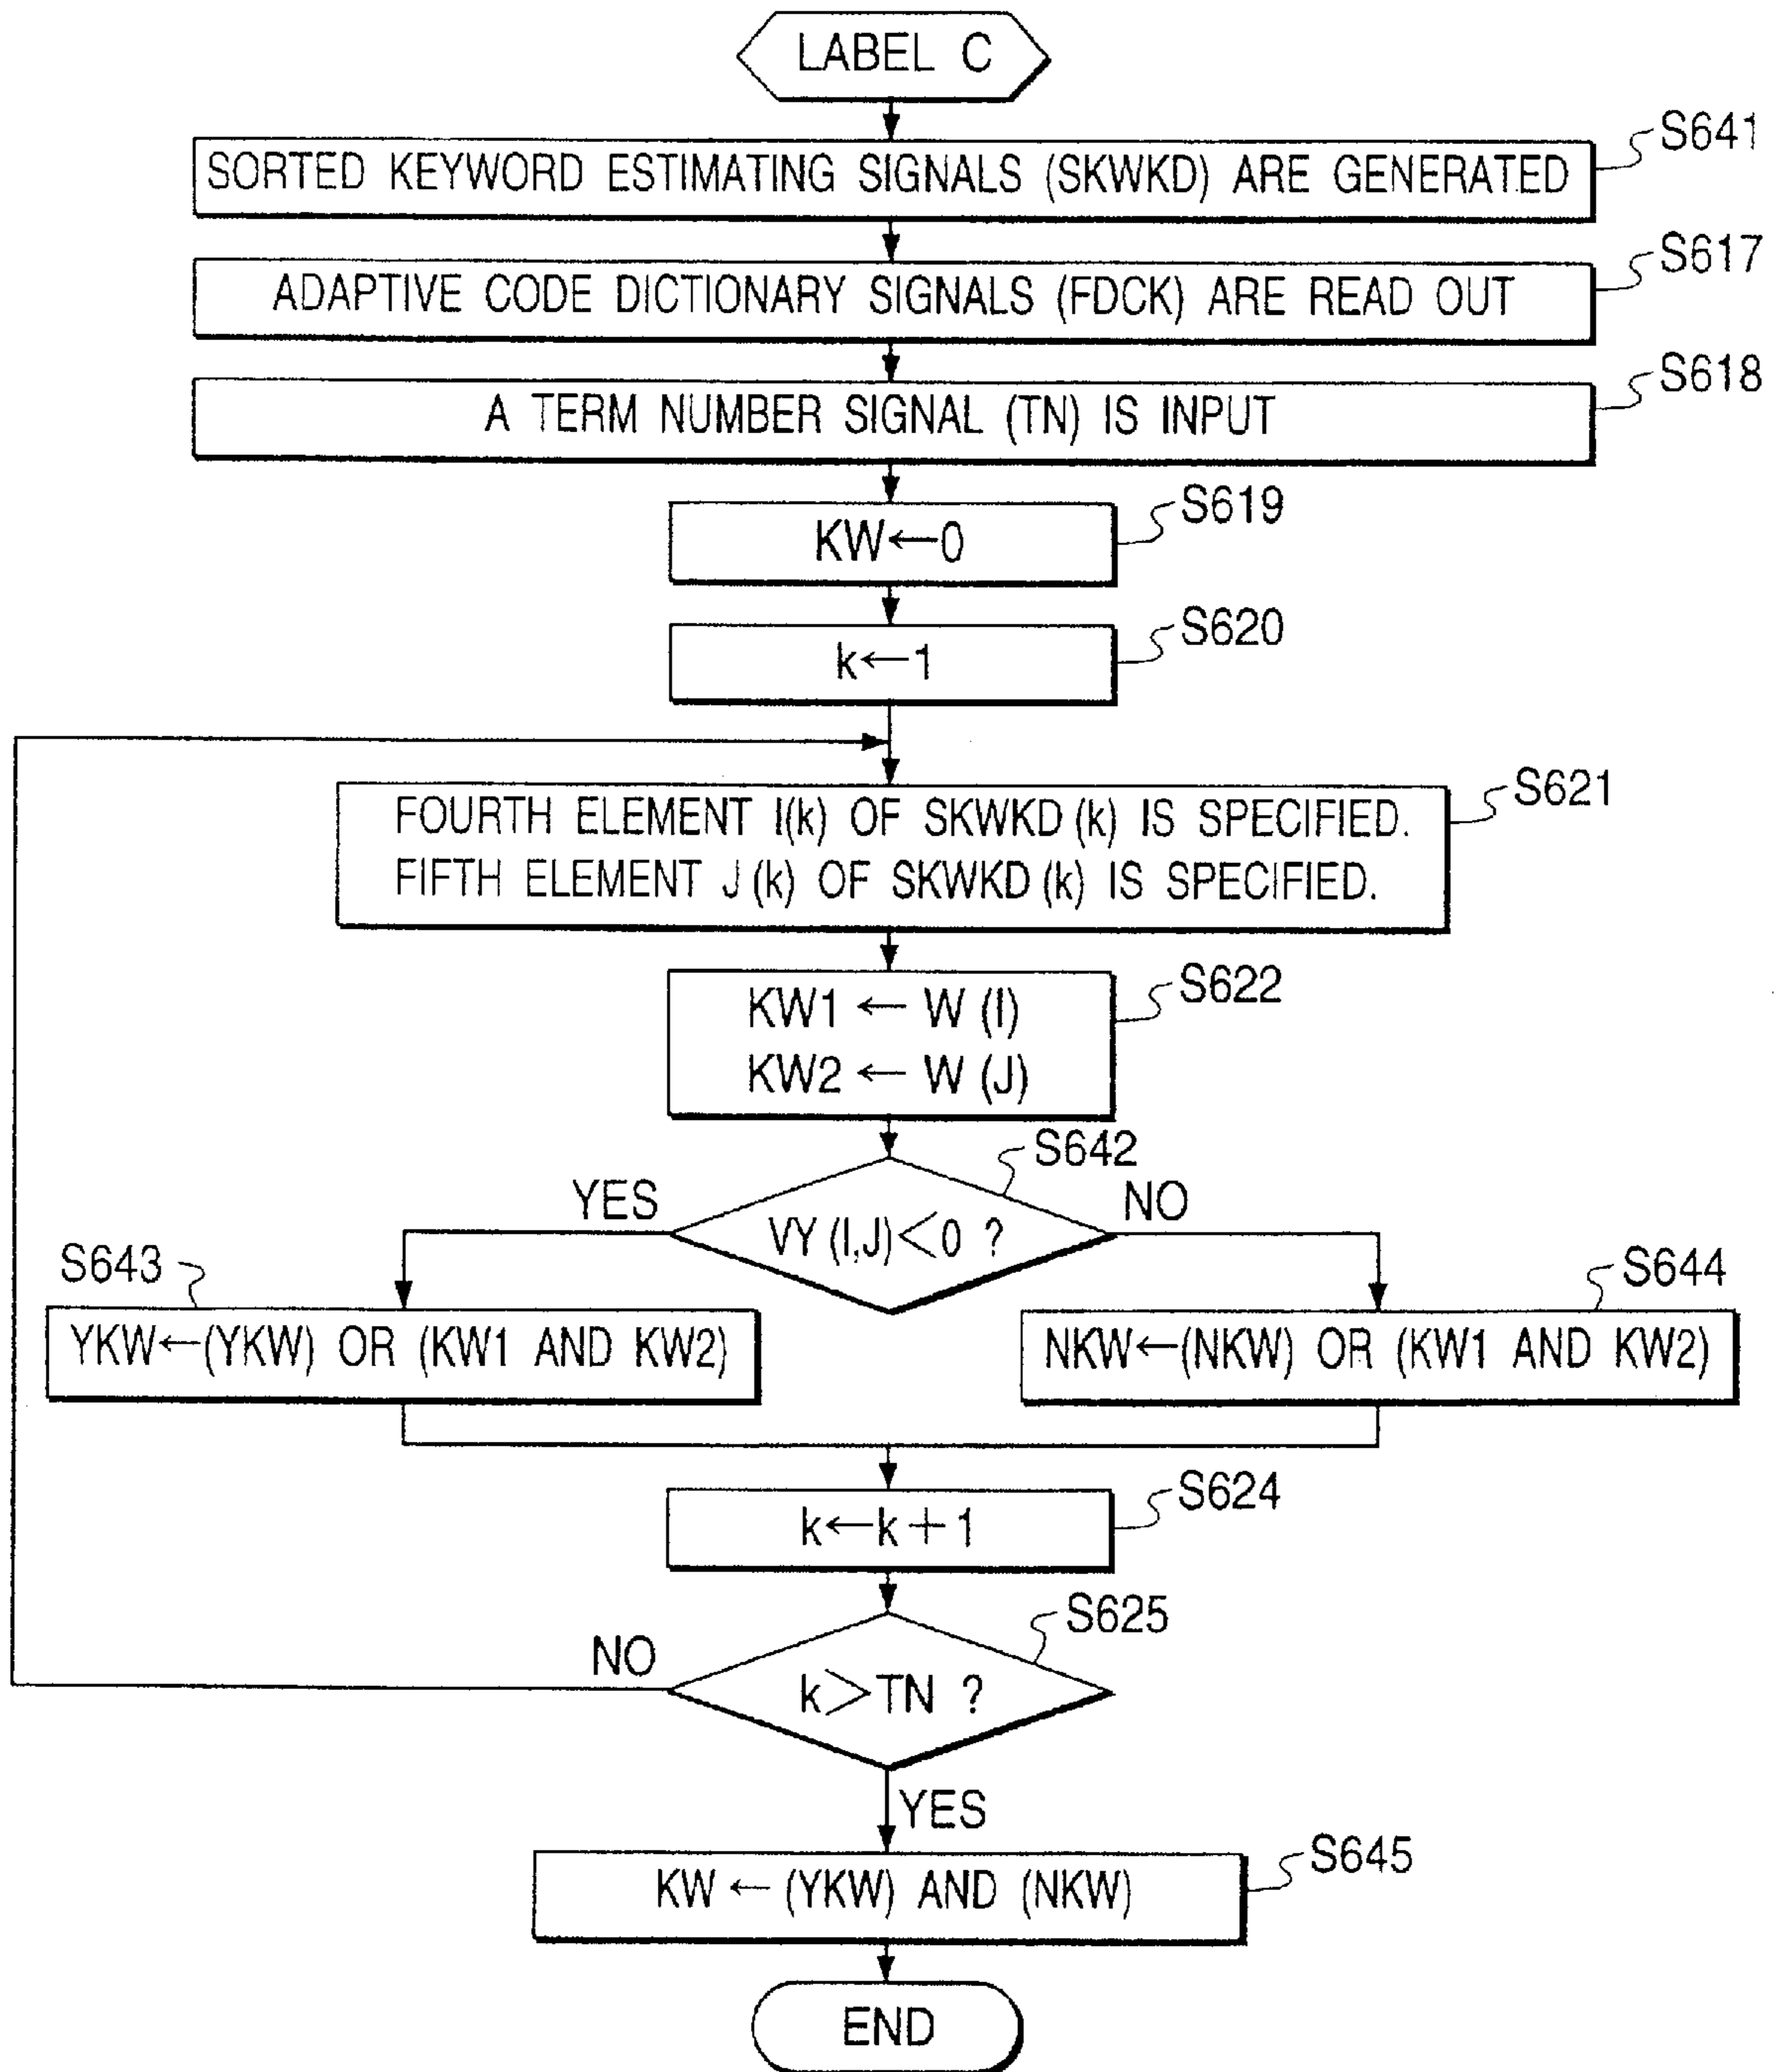 LABEL C
S641
SORTED KEYWORD ESTIMATING SIGNALS (SKWKD) ARE GENERATED
S617
ADAPTIVE CODE DICTIONARY SIGNALS (FDCK) ARE READ OUT
S618
A TERM NUMBER SIGNAL (TN) IS INPUT
S619
KW←0
S620
k←1
S621
FOURTH ELEMENT I(k) OF SKWKD(k) IS SPECIFIED.
FIFTH ELEMENT J(k) OF SKWKD(k) IS SPECIFIED.
S622
KW1 ← W(I)
KW2 ← W(J)
S642
YES
NO
VY(I,J)<0 ?
S643
S644
YKW←(YKW) OR (KW1 AND KW2)
NKW←(NKW) OR (KW1 AND KW2)
S624
k←k+1
S625
NO
k>TN ?
YES
S645
KW ← (YKW) AND (NKW)
END